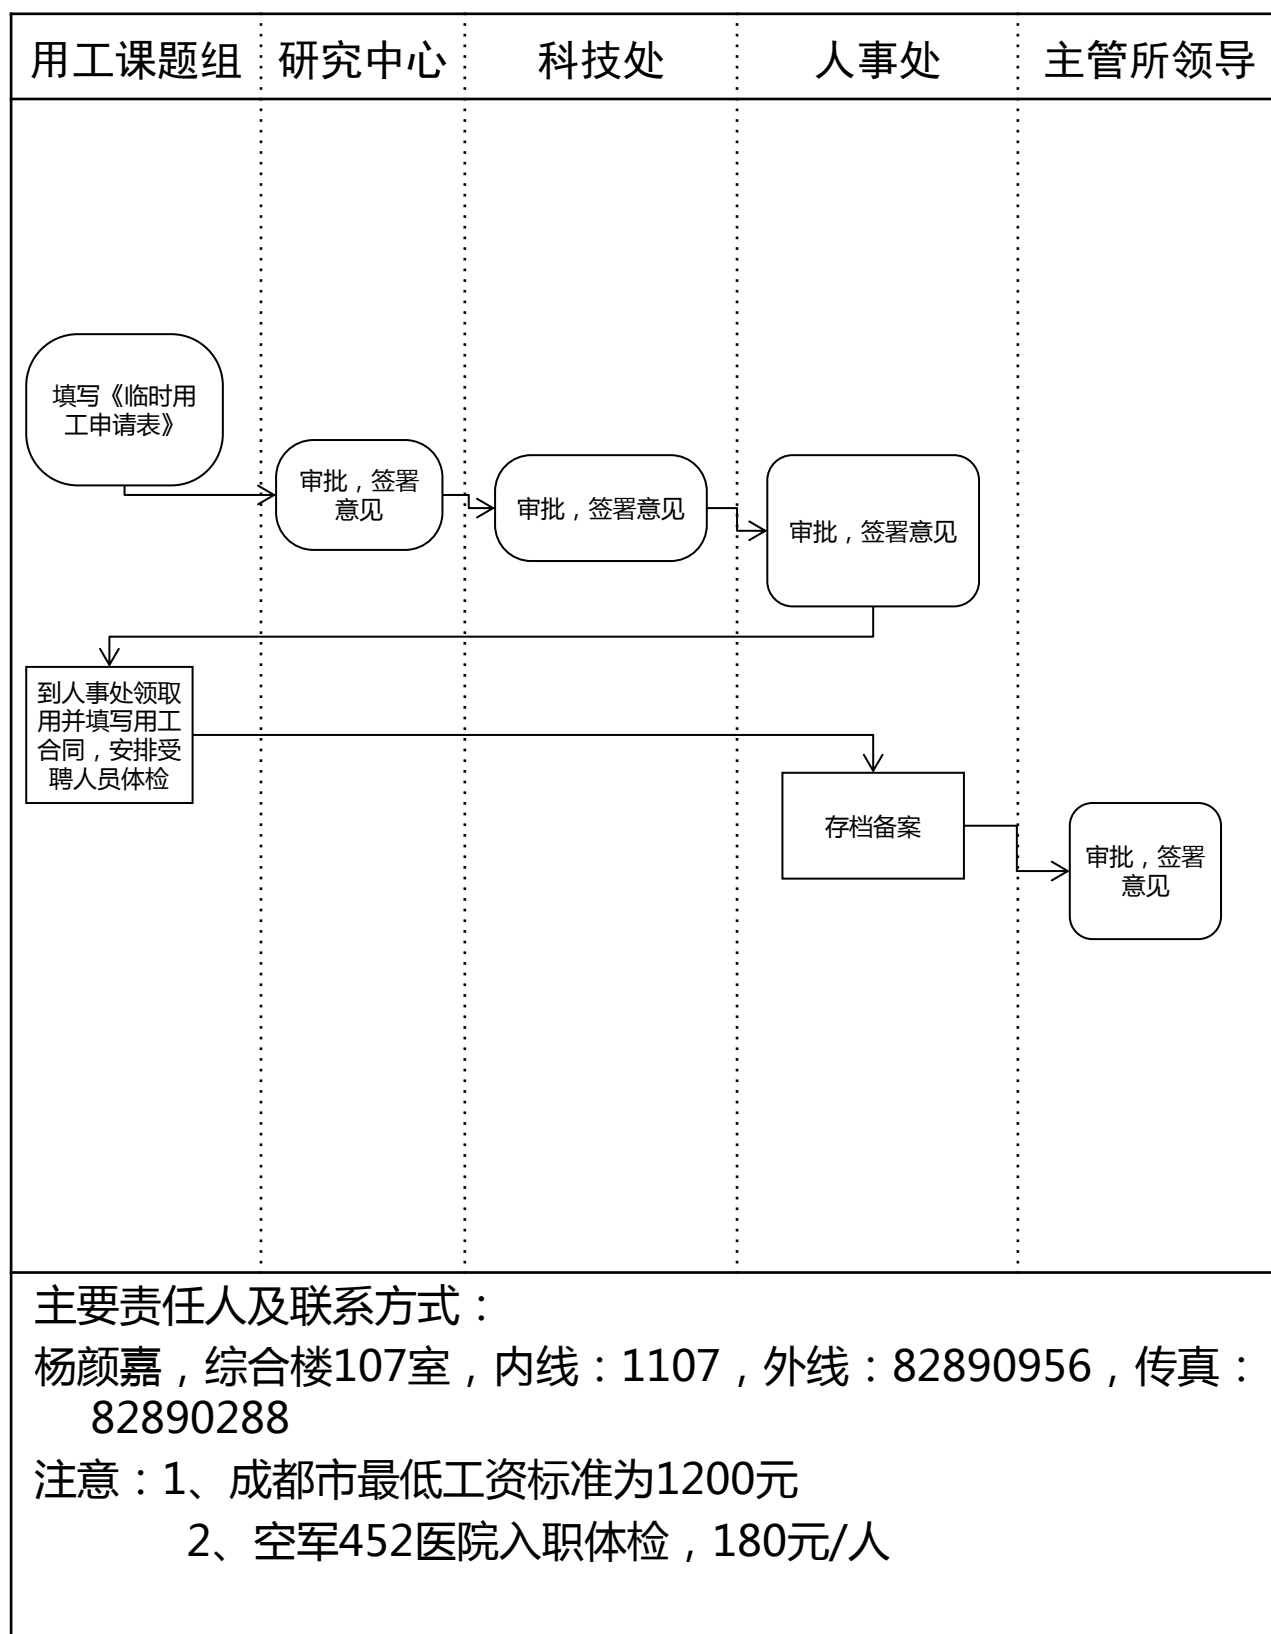 用工课题组 研究中心 科技处 人事处 主管所领导
填写《临时用
工申请表》
审批，签署
意见
审批，签署意见
审批，签署意见
到人事处领取
用并填写用工
合同，安排受
聘人员体检
存档备案
审批，签署
意见
主要责任人及联系方式：
杨颜嘉，综合楼107室，内线：1107，外线：82890956，传真：
82890288
注意：1、成都市最低工资标准为1200元
2、空军452医院入职体检，180元/人